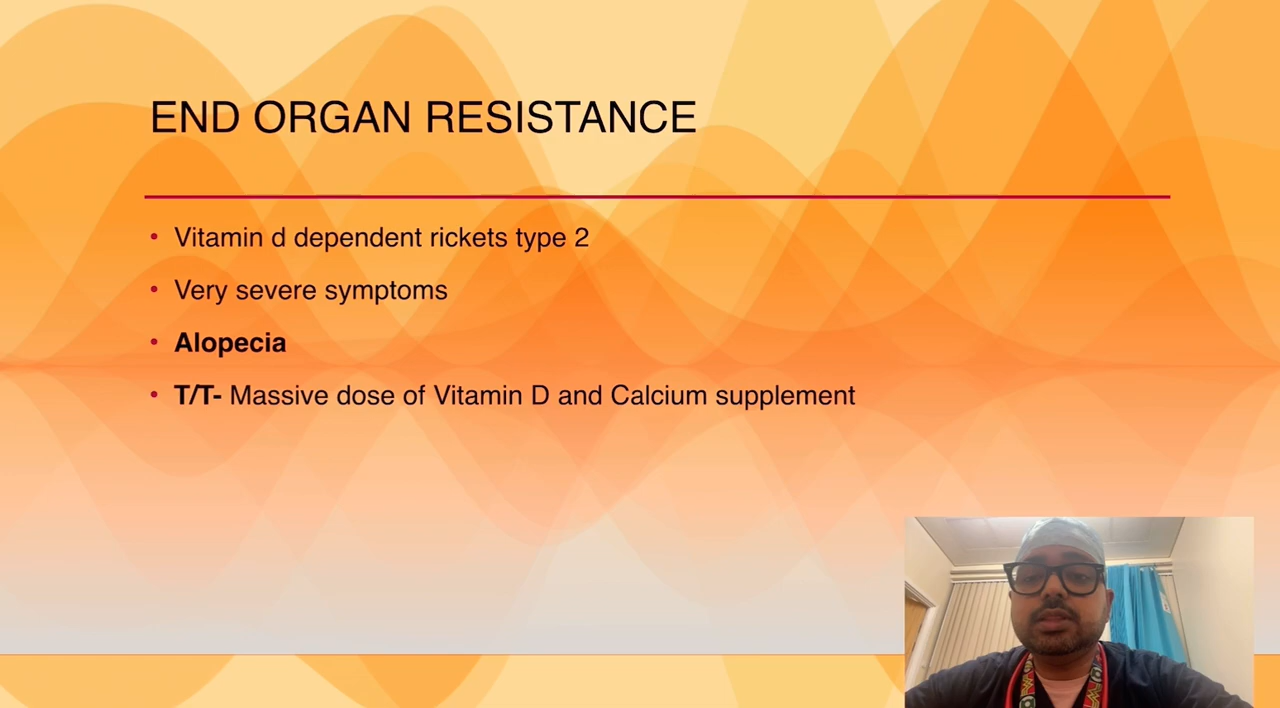 END ORGAN RESISTANCE
• Vitamin d dependent rickets type 2
• Very severe symptoms
• Alopecia
• T/T- Massive dose of Vitamin D and Calcium supplement